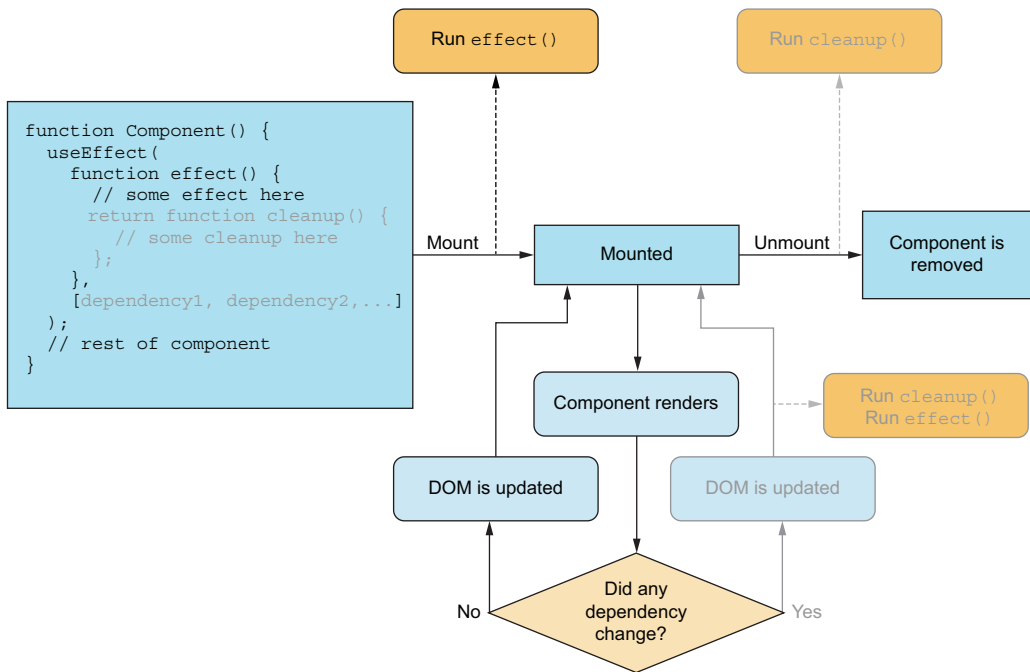 Run effect()
Run cleanup()
function Component() {
  useEffect(
    function effect() {
      // some effect here
      return function cleanup() {
        // some cleanup here
      };
    },
    [dependency1, dependency2,...]
  );
  // rest of component
}
Mount
Mounted
Unmount
Component is
removed
Component renders
Run cleanup()
Run effect()
DOM is updated
DOM is updated
Did any
dependency
change?
No
Yes